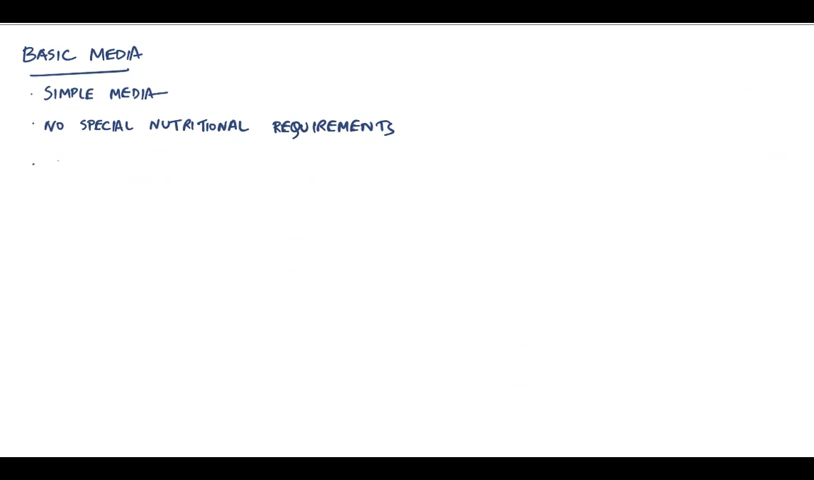 BASIC MEDIA
· SIMPLE MEDIA
· NO SPECIAL NUTRITIONAL REQUIREMENTS
·